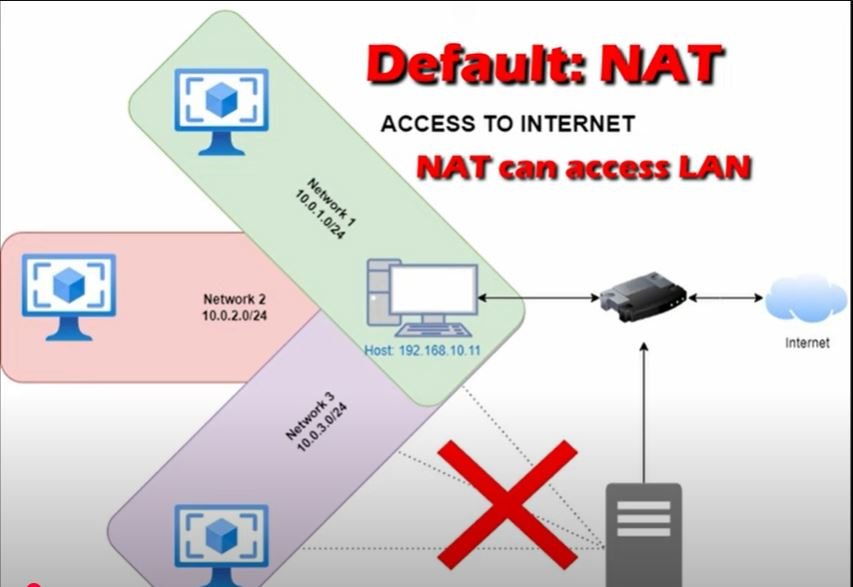 Default: NAT
ACCESS TO INTERNET
NAT can access LAN
Network 1
10.0.1.0/24
Network 2
10.0.2.0/24
Host: 192.168.10.11
Internet
Network 3
10.0.3.0/24